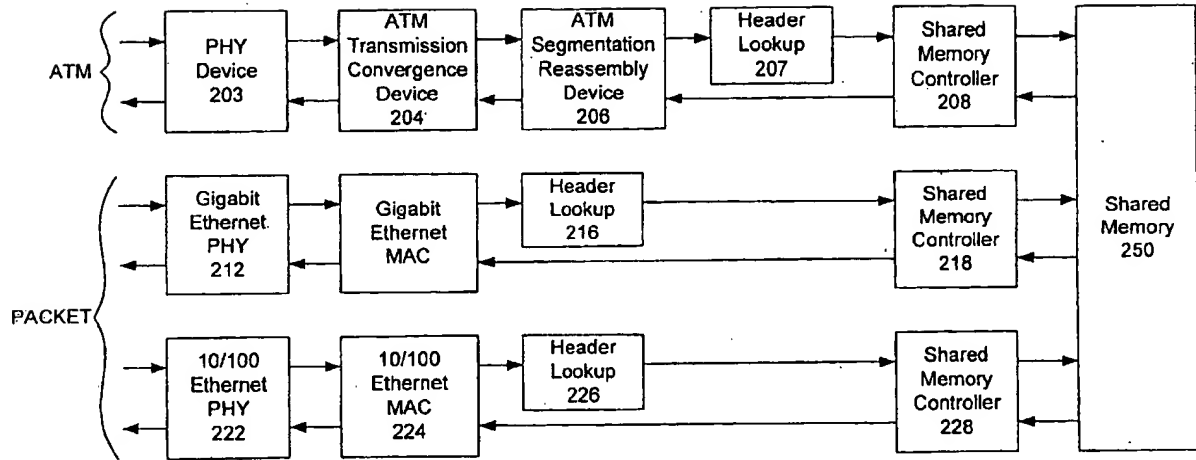 ATM
PHY
Device
203
ATM
Transmission
Convergence
Device
204
ATM
Segmentation
Reassembly
Device
206
Header
Lookup
207
Shared
Memory
Controller
208
PACKET
Gigabit
Ethernet
PHY
212
Gigabit
Ethernet
MAC
Header
Lookup
216
Shared
Memory
Controller
218
Shared
Memory
250
10/100
Ethernet
PHY
222
10/100
Ethernet
MAC
224
Header
Lookup
226
Shared
Memory
Controller
228